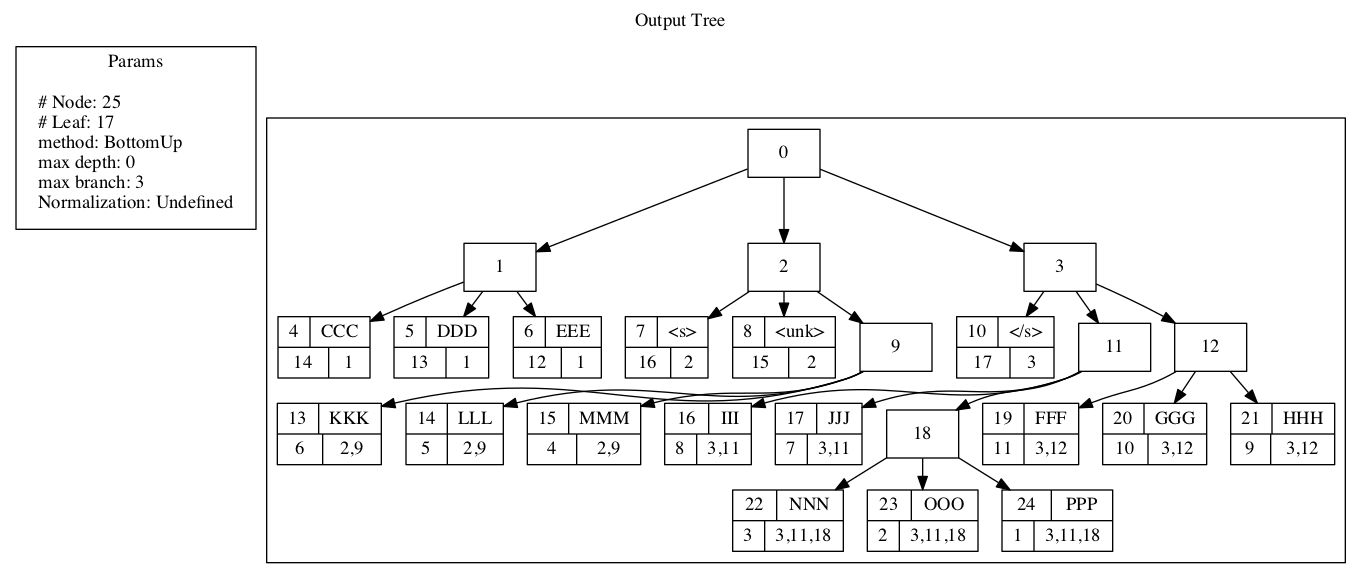 Output Tree
Params
# Node: 25
# Leaf: 17
method: BottomUp
max depth: 0
max branch: 3
Normalization: Undefined
0
1
2
3
4 CCC
14 1
5 DDD
13 1
6 EEE
12 1
7 <s>
16 2
8 <unk>
15 2
9
10 </s>
17 3
11
12
13 KKK
6 2,9
14 LLL
5 2,9
15 MMM
4 2,9
16 III
8 3,11
17 JJJ
7 3,11
18
19 FFF
11 3,12
20 GGG
10 3,12
21 HHH
9 3,12
22 NNN
3 3,11,18
23 OOO
2 3,11,18
24 PPP
1 3,11,18